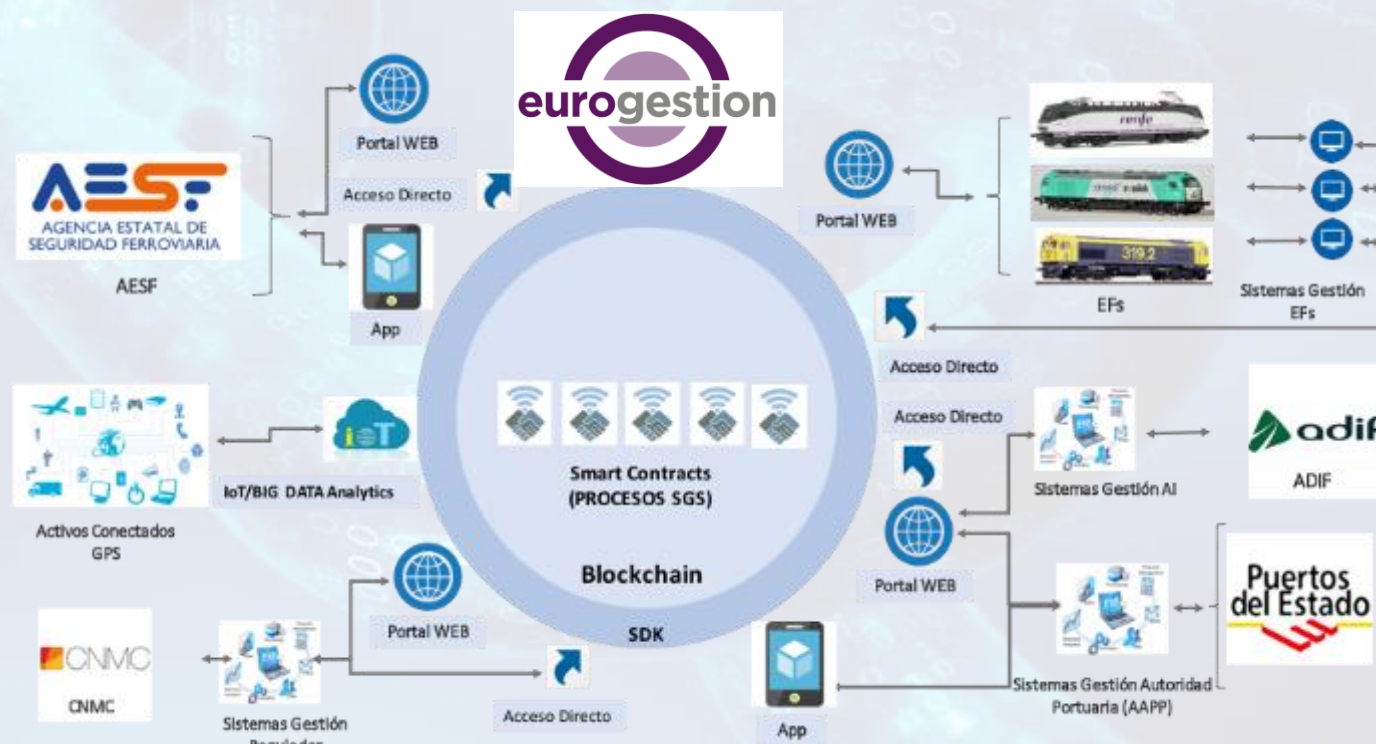 eurogestion
Portal WEB
Acceso Directo
AESF
AGENCIA ESTATAL DE
SEGURIDAD FERROVIARIA
AESF
App
Portal WEB
renfe
319.2
EFs
Sistemas Gestión
EFs
Acceso Directo
Acceso Directo
Sistemas Gestión AI
adif
ADIF
IoT
IoT/BIG DATA Analytics
Activos Conectados
GPS
Smart Contracts
(PROCESOS SGS)
Blockchain
SDK
Portal WEB
Puertos
del Estado
Sistemas Gestión Autoridad
Portuaria (AAPP)
App
CNMC
CNMC
Sistemas Gestión
Regulador
Portal WEB
Acceso Directo